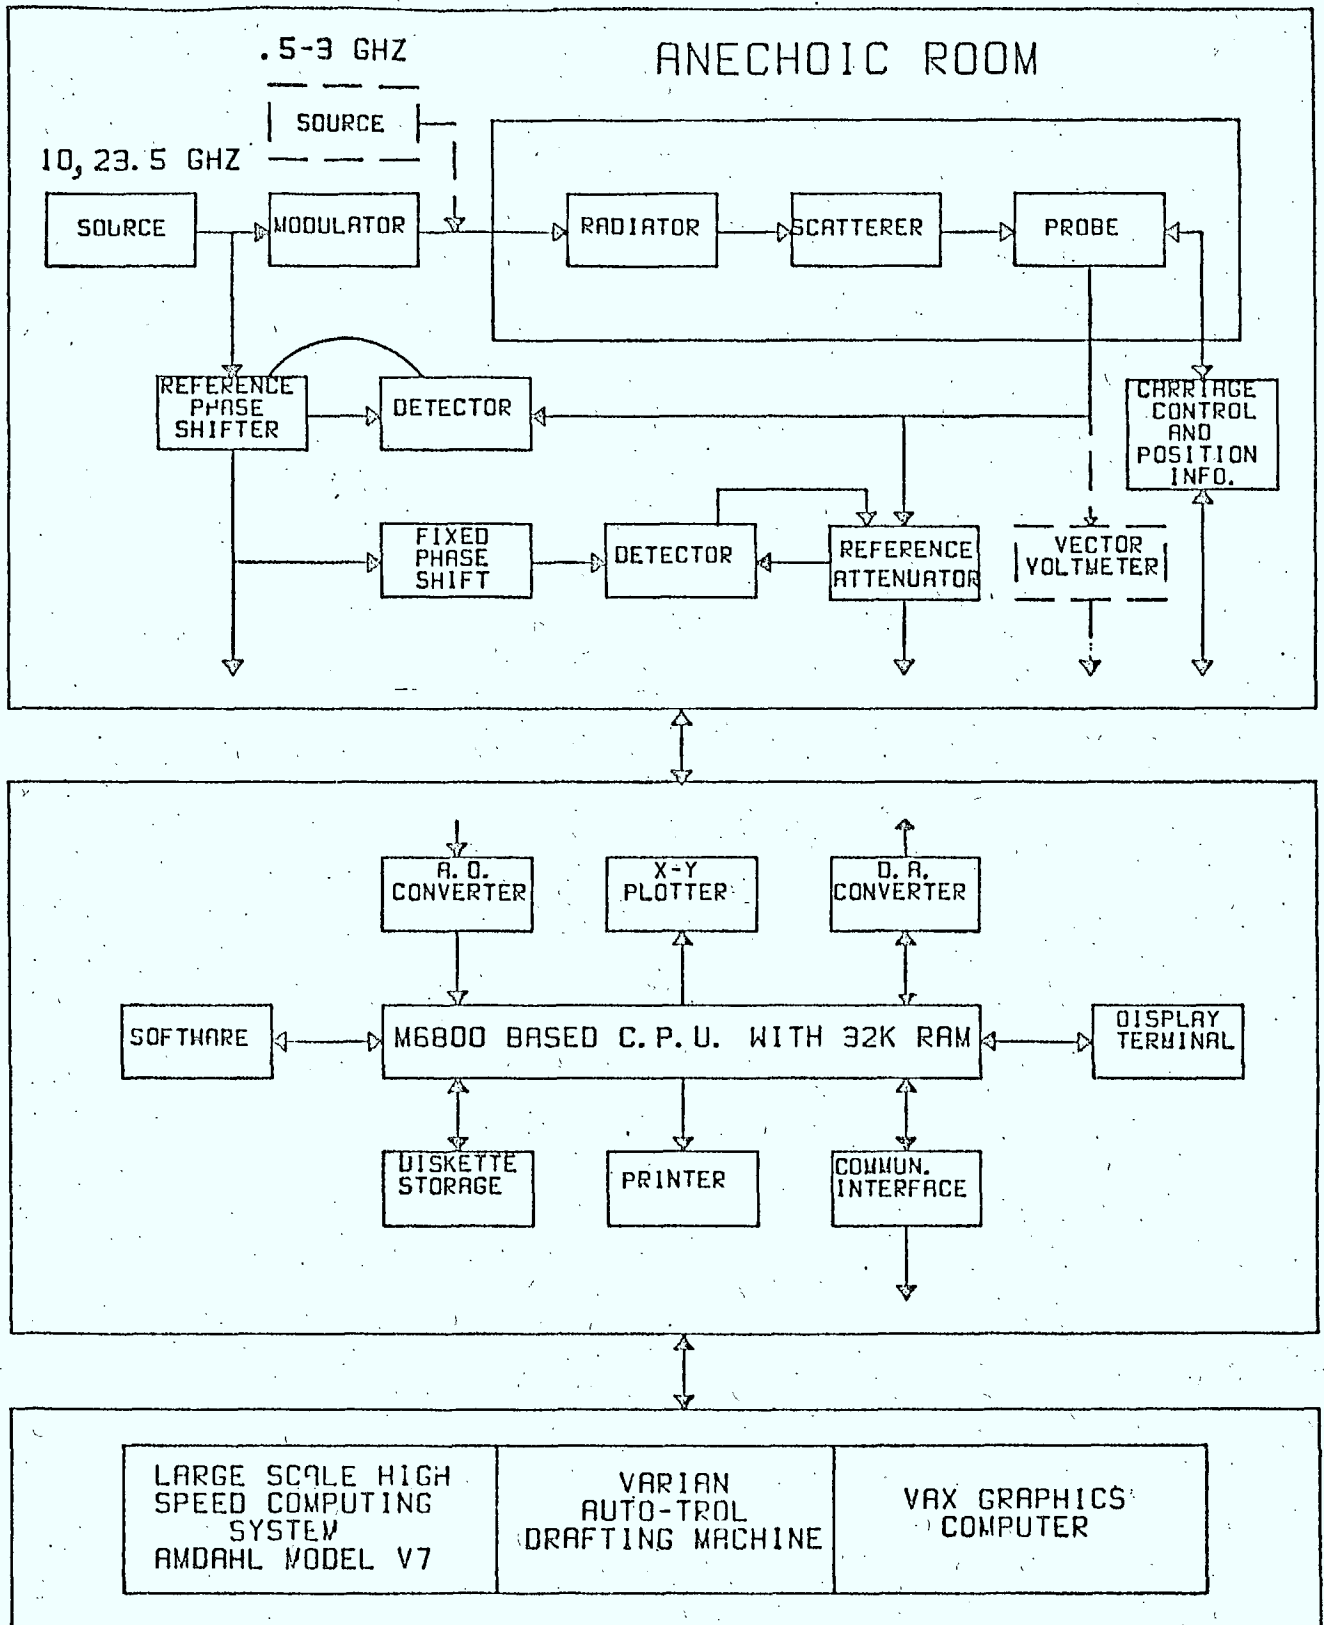 .5-3 GHZ
ANECHOIC ROOM
SOURCE
10, 23.5 GHZ
SOURCE
MODULATOR
RADIATOR
SCATTERER
PROBE
REFERENCE
PHASE
SHIFTER
DETECTOR
CARRIAGE
CONTROL
AND
POSITION
INFO.
FIXED
PHASE
SHIFT
DETECTOR
REFERENCE
ATTENUATOR
VECTOR
VOLTMETER
A.D.
CONVERTER
X-Y
PLOTTER
D.A.
CONVERTER
SOFTWARE
M6800 BASED C.P.U. WITH 32K RAM
DISPLAY
TERMINAL
DISKETTE
STORAGE
PRINTER
COMMUN.
INTERFACE
LARGE SCALE HIGH
SPEED COMPUTING
SYSTEM
AMDAHL MODEL V7
VARIAN
AUTO-TROL
DRAFTING MACHINE
VAX GRAPHICS
COMPUTER